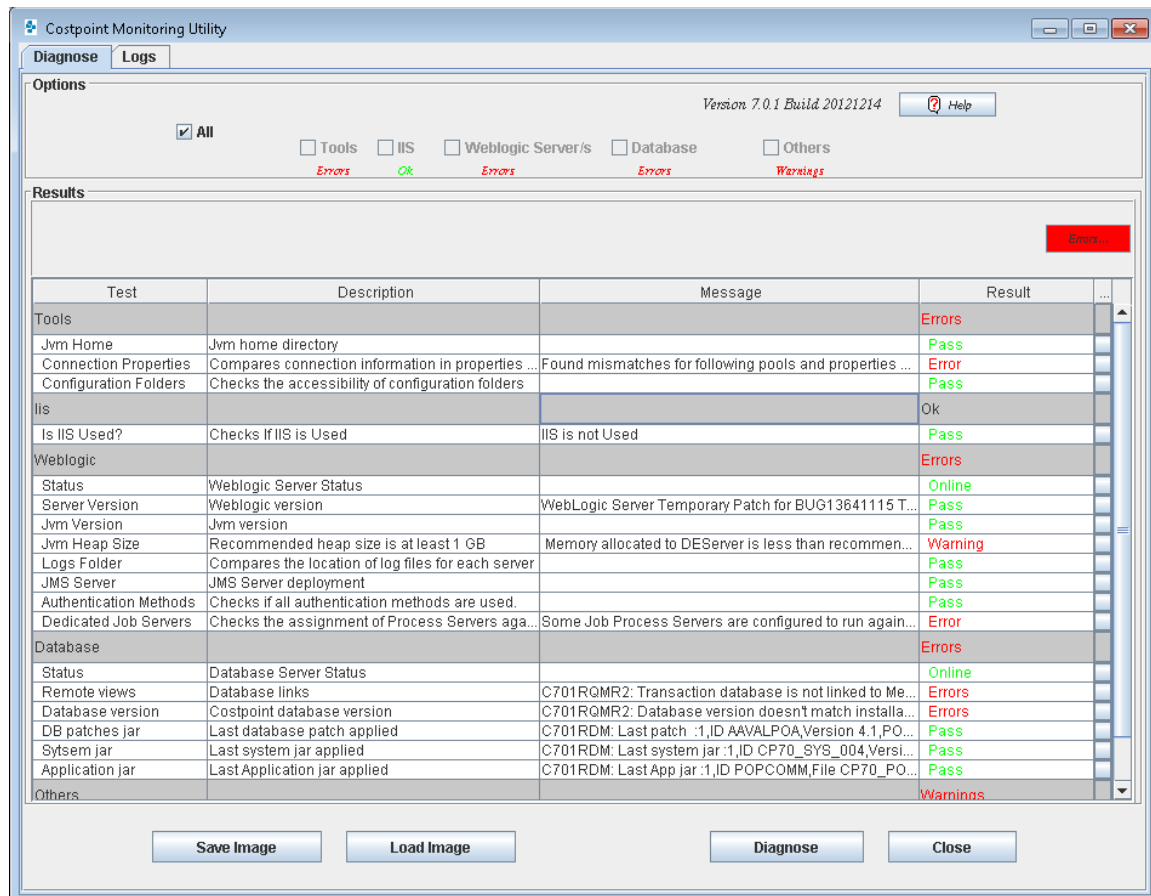 Costpoint Monitoring Utility
Diagnose Logs
Options
Version 7.0.1 Build 20121214 Help
All
Tools IIS Weblogic Server/s Database Others
Errors Ok Errors Errors Warnings
Results
Errors...
Test Description Message Result ...
Tools Errors
Jvm Home Jvm home directory Pass
Connection Properties Compares connection information in properties ... Found mismatches for following pools and properties ... Error
Configuration Folders Checks the accessibility of configuration folders Pass
Iis Ok
Is IIS Used? Checks If IIS is Used IIS is not Used Pass
Weblogic Errors
Status Weblogic Server Status Online
Server Version Weblogic version WebLogic Server Temporary Patch for BUG13641115 T... Pass
Jvm Version Jvm version Pass
Jvm Heap Size Recommended heap size is at least 1 GB Memory allocated to DEServer is less than recommen... Warning
Logs Folder Compares the location of log files for each server Pass
JMS Server JMS Server deployment Pass
Authentication Methods Checks if all authentication methods are used. Pass
Dedicated Job Servers Checks the assignment of Process Servers aga... Some Job Process Servers are configured to run again... Error
Database Errors
Status Database Server Status Online
Remote views Database links C701RQMR2: Transaction database is not linked to Me... Errors
Database version Costpoint database version C701RQMR2: Database version doesn't match installa... Errors
DB patches jar Last database patch applied C701RDM: Last patch :1,ID AAVALPOA,Version 4.1,PO... Pass
Sytsem jar Last system jar applied C701RDM: Last system jar :1,ID CP70_SYS_004,Versi... Pass
Application jar Last Application jar applied C701RDM: Last App jar :1,ID POPCOMM,File CP70_PO... Pass
Others Warnings
Save Image Load Image Diagnose Close